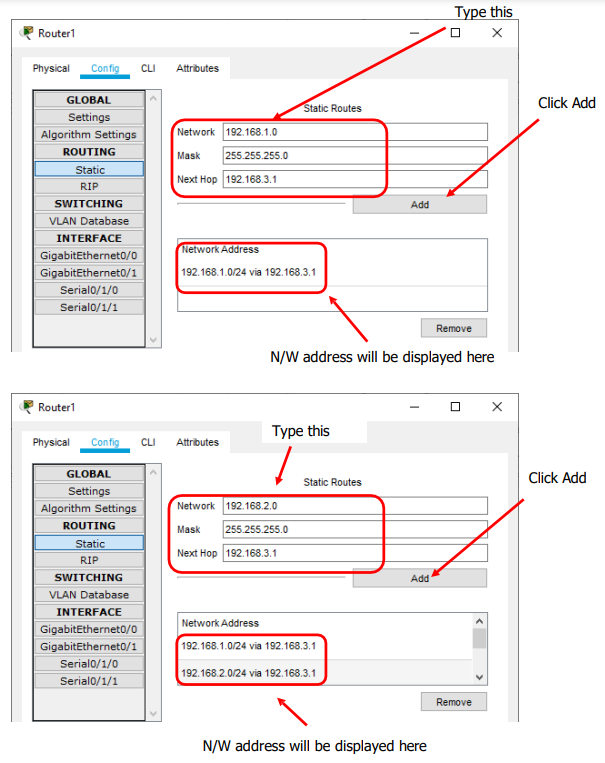 Type this
Router1
Physical Config CLI Attributes
GLOBAL
Settings
Algorithm Settings
ROUTING
Static
RIP
SWITCHING
VLAN Database
INTERFACE
GigabitEthernet0/0
GigabitEthernet0/1
Serial0/1/0
Serial0/1/1
Static Routes
Network 192.168.1.0
Mask 255.255.255.0
Next Hop 192.168.3.1
Add
Click Add
Network Address
192.168.1.0/24 via 192.168.3.1
Remove
N/W address will be displayed here
Router1
Physical Config CLI Attributes
Type this
GLOBAL
Settings
Algorithm Settings
ROUTING
Static
RIP
SWITCHING
VLAN Database
INTERFACE
GigabitEthernet0/0
GigabitEthernet0/1
Serial0/1/0
Serial0/1/1
Static Routes
Network 192.168.2.0
Mask 255.255.255.0
Next Hop 192.168.3.1
Add
Click Add
Network Address
192.168.1.0/24 via 192.168.3.1
192.168.2.0/24 via 192.168.3.1
Remove
N/W address will be displayed here